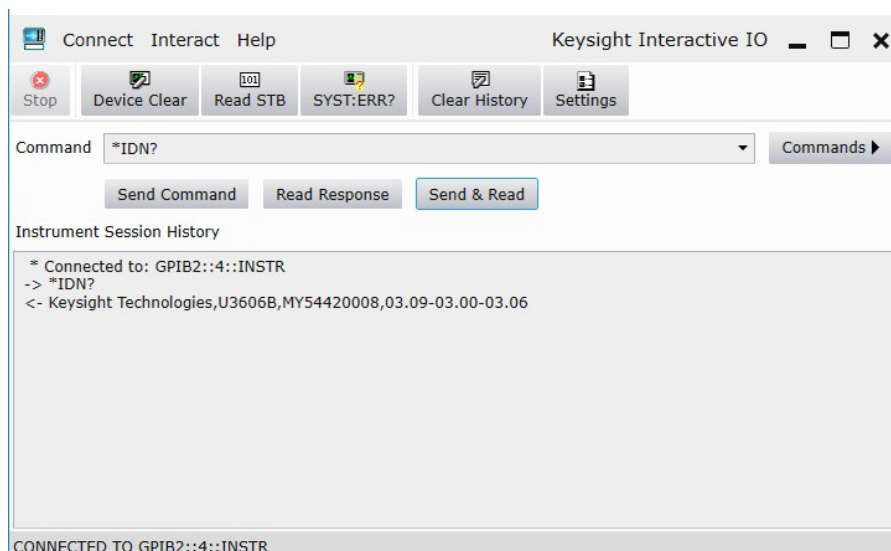 Connect Interact Help Keysight Interactive IO
Stop Device Clear 101 Read STB SYST:ERR? Clear History Settings
Command *IDN? Commands
Send Command Read Response Send & Read
Instrument Session History
* Connected to: GPIB2::4::INSTR
-> *IDN?
<- Keysight Technologies,U3606B,MY54420008,03.09-03.00-03.06
CONNECTED TO GPIB2::4::INSTR